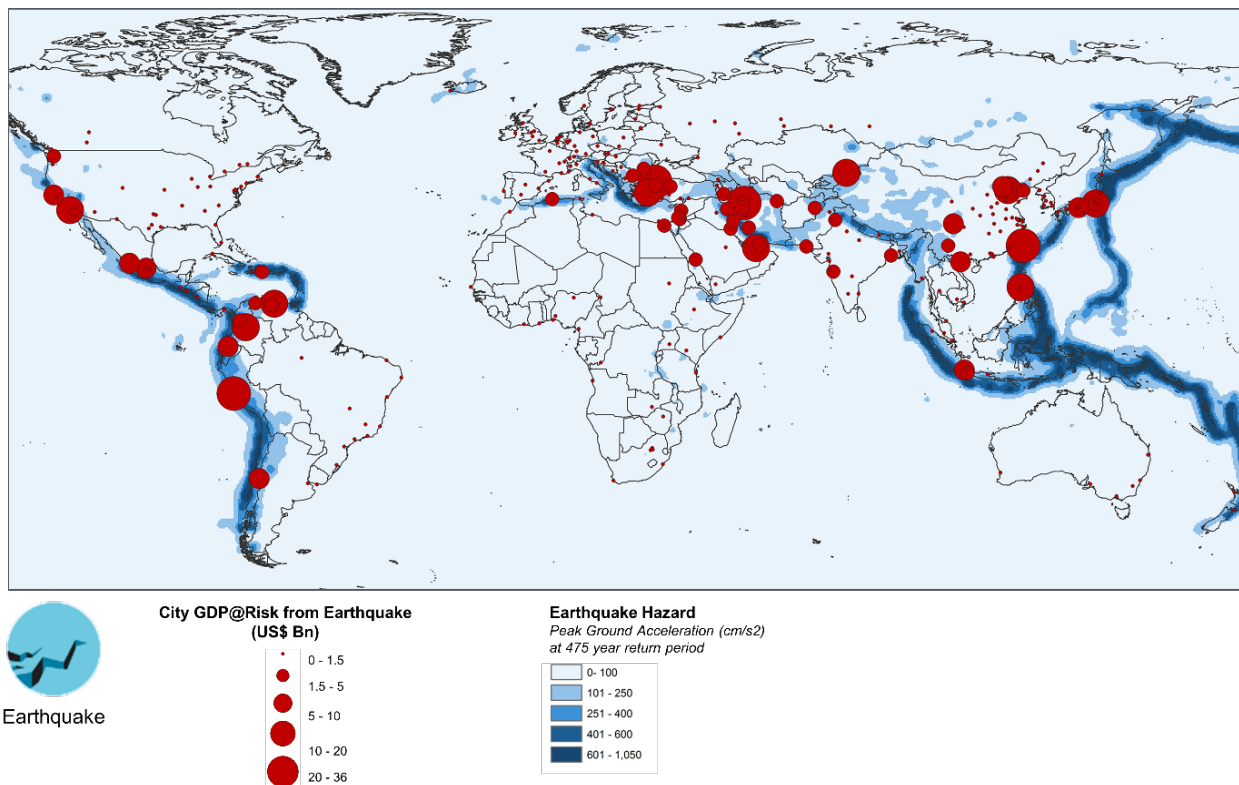 City GDP@Risk from Earthquake
(US$ Bn)
0 - 1.5
1.5 - 5
5 - 10
10 - 20
20 - 36
Earthquake Hazard
Peak Ground Acceleration (cm/s2)
at 475 year return period
0- 100
101 - 250
251 - 400
401 - 600
601 - 1,050
Earthquake